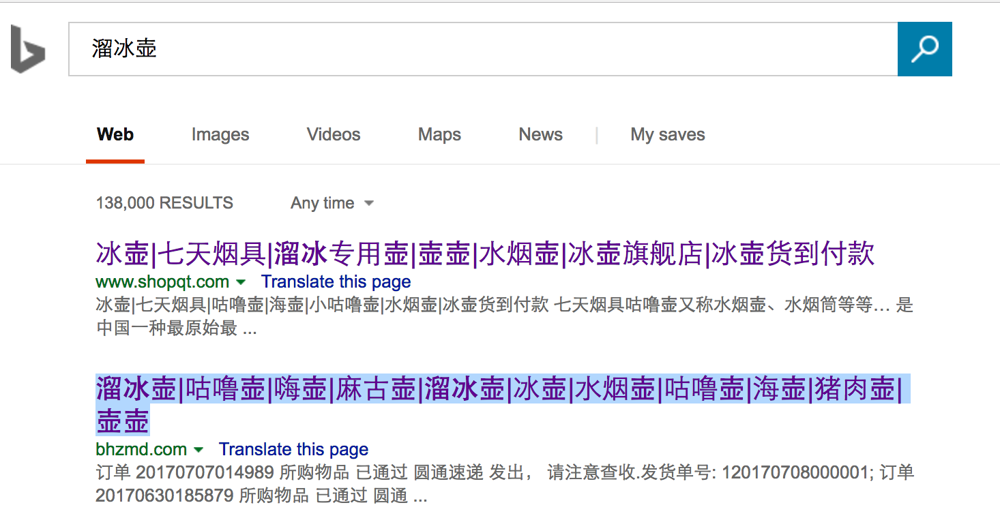 溜冰壶
Web Images Videos Maps News | My saves
138,000 RESULTS Any time
冰壶|七天烟具|溜冰专用壶|壶壶|水烟壶|冰壶旗舰店|冰壶货到付款
www.shopqt.com Translate this page
冰壶|七天烟具|咕噜壶|海壶|小咕噜壶|水烟壶|冰壶货到付款 七天烟具咕噜壶又称水烟壶、水烟筒等等... 是
中国一种最原始最 ...
溜冰壶|咕噜壶|嗨壶|麻古壶|溜冰壶|冰壶|水烟壶|咕噜壶|海壶|猪肉壶|
壶壶
bhzmd.com Translate this page
订单 20170707014989 所购物品 已通过 圆通速递 发出， 请注意查收.发货单号: 120170708000001; 订单
20170630185879 所购物品 已通过 圆通 ...